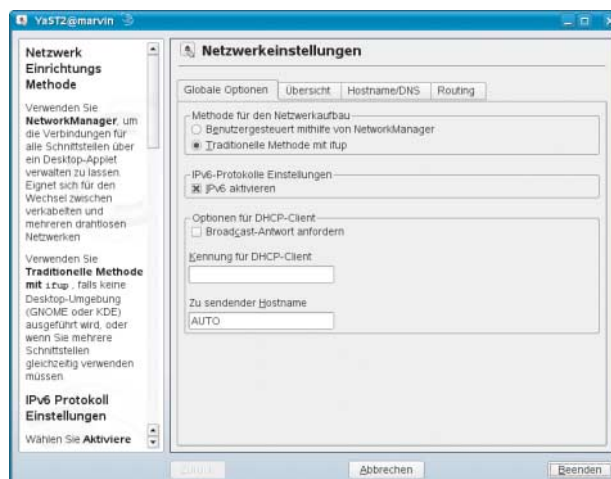 YaST2@marvin
Netzwerk
Einrichtungs
Methode
Verwenden Sie
NetworkManager, um
die Verbindungen für
alle Schnittstellen über
ein Desktop-Applet
verwalten zu lassen.
Eignet sich für den
Wechsel zwischen
verkabelten und
mehreren drahtlosen
Netzwerken
Verwenden Sie
Traditionelle Methode
mit ifup , falls keine
Desktop-Umgebung
(GNOME oder KDE)
ausgeführt wird, oder
wenn Sie mehrere
Schnittstellen
gleichzeitig verwenden
müssen.
IPv6 Protokoll
Einstellungen
Wählen Sie Aktiviere
Netzwerkeinstellungen
Globale Optionen
Übersicht
Hostname/DNS
Routing
Methode für den Netzwerkaufbau
Benutzergesteuert mithilfe von NetworkManager
Traditionelle Methode mit ifup
IPv6-Protokolle Einstellungen
IPv6 aktivieren
Optionen für DHCP-Client
Broadcast-Antwort anfordern
Kennung für DHCP-Client
Zu sendender Hostname
AUTO
Zurück
Abbrechen
Beenden